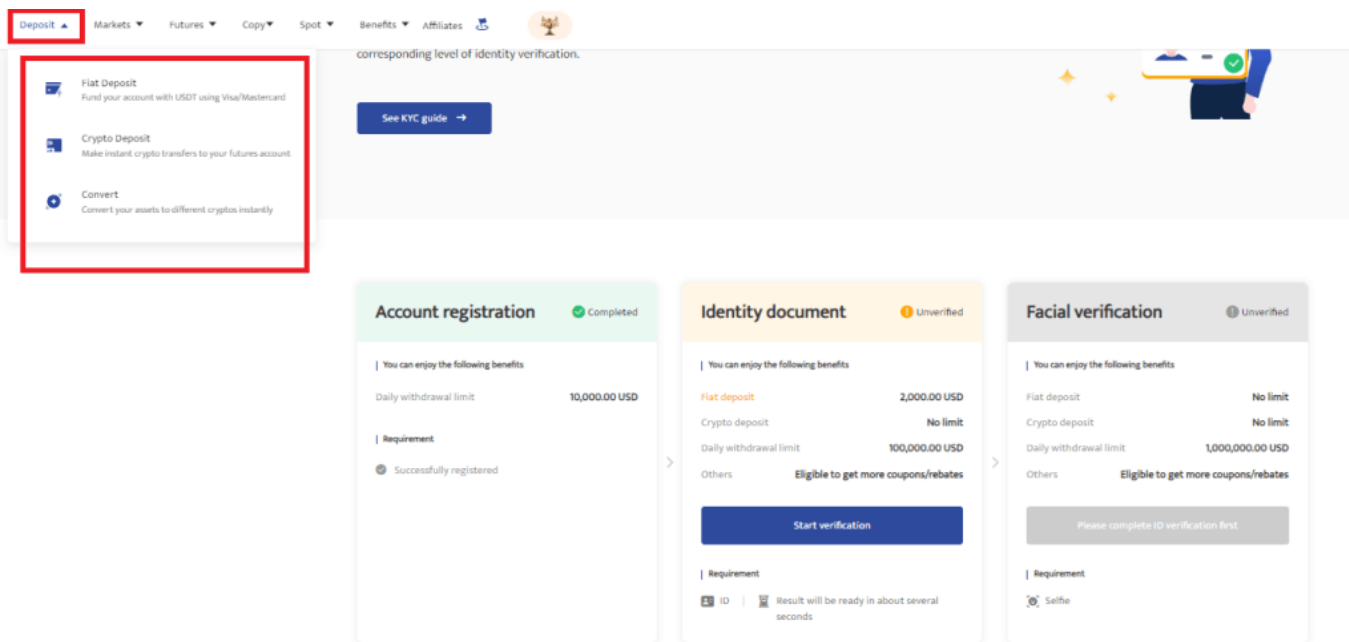 Deposit Markets Futures Copy Spot Benefits Affiliates
corresponding level of identity verification.
Fiat Deposit
Fund your account with USDT using Visa/Mastercard
Crypto Deposit
Make instant crypto transfers to your futures account
Convert
Convert your assets to different cryptos instantly
See KYC guide →
Account registration Completed
You can enjoy the following benefits
Daily withdrawal limit 10,000.00 USD
Requirement
Successfully registered
Identity document Unverified
You can enjoy the following benefits
Fiat deposit 2,000.00 USD
Crypto deposit No limit
Daily withdrawal limit 100,000.00 USD
Others Eligible to get more coupons/rebates
Start verification
Requirement
ID Result will be ready in about several
seconds
Facial verification Unverified
You can enjoy the following benefits
Fiat deposit No limit
Crypto deposit No limit
Daily withdrawal limit 1,000,000.00 USD
Others Eligible to get more coupons/rebates
Please complete ID verification first
Requirement
Selfie